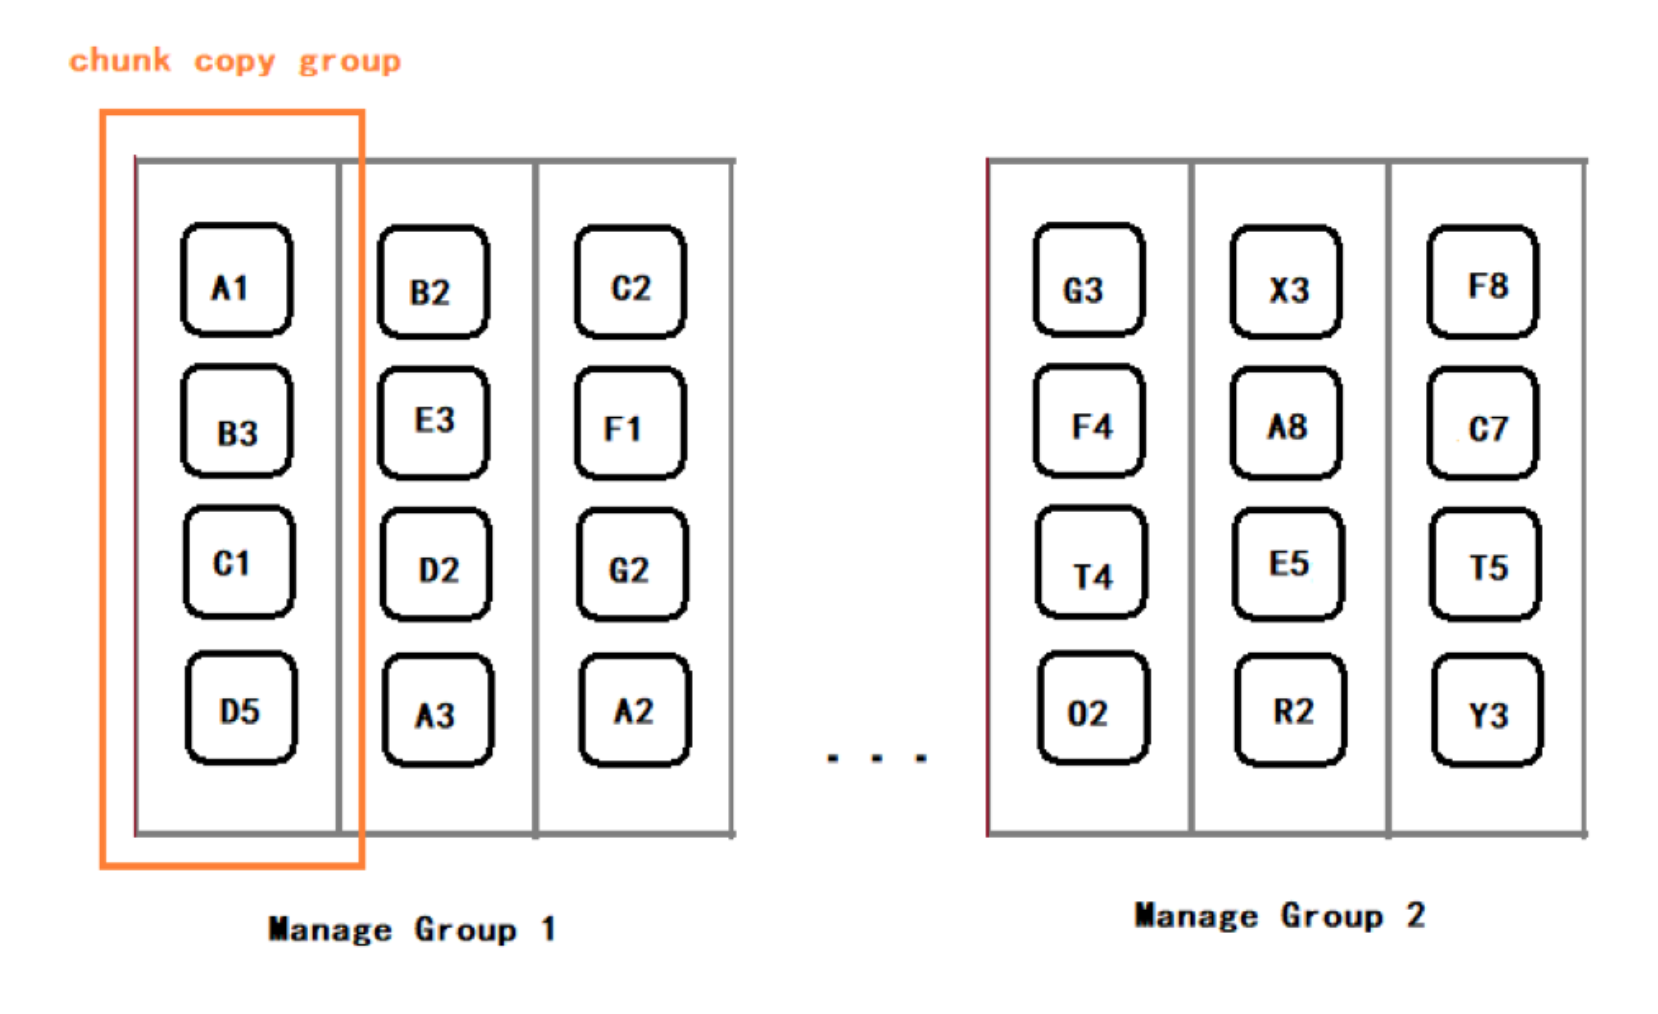 chunk copy group
A1 B2 C2 G3 X3 F8
B3 E3 F1 F4 A8 C7
C1 D2 G2 T4 E5 T5
D5 A3 A2 ... O2 R2 Y3
Manage Group 1 Manage Group 2